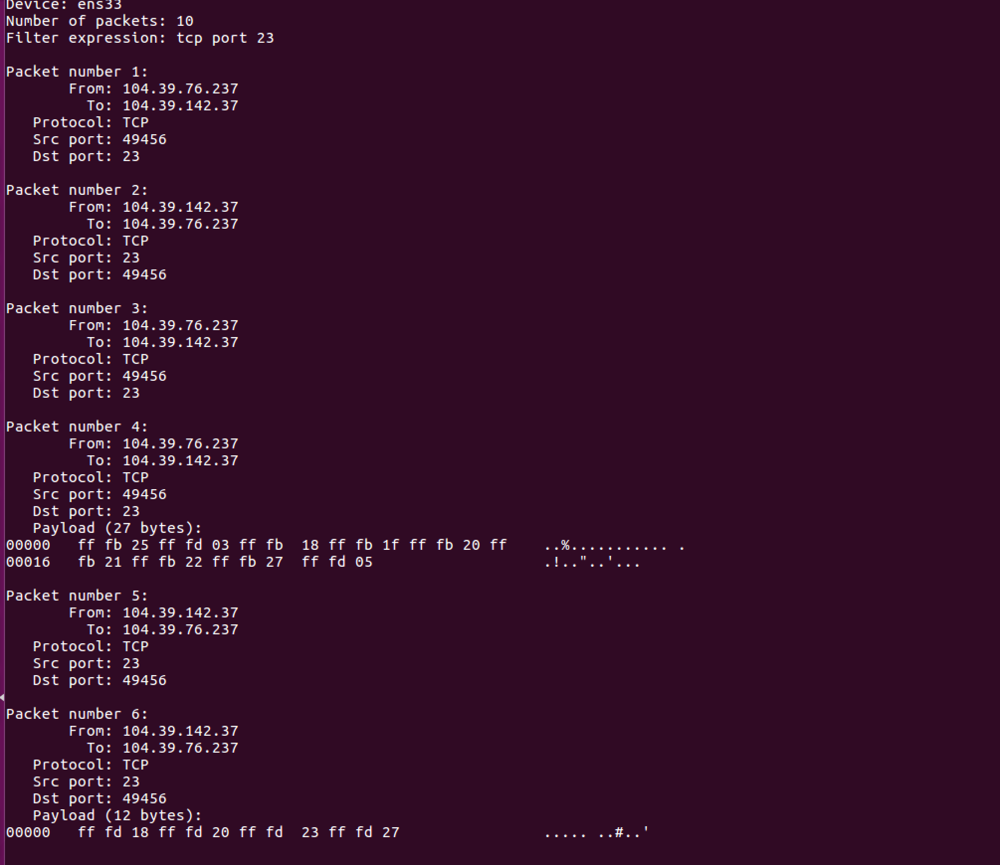 Device: ens33
Number of packets: 10
Filter expression: tcp port 23

Packet number 1:
       From: 104.39.76.237
         To: 104.39.142.37
   Protocol: TCP
   Src port: 49456
   Dst port: 23

Packet number 2:
       From: 104.39.142.37
         To: 104.39.76.237
   Protocol: TCP
   Src port: 23
   Dst port: 49456

Packet number 3:
       From: 104.39.76.237
         To: 104.39.142.37
   Protocol: TCP
   Src port: 49456
   Dst port: 23

Packet number 4:
       From: 104.39.76.237
         To: 104.39.142.37
   Protocol: TCP
   Src port: 49456
   Dst port: 23
   Payload (27 bytes):
00000   ff fb 25 ff fd 03 ff fb  18 ff fb 1f ff fb 20 ff    ..%........... .
00016   fb 21 ff fb 22 ff fb 27  ff fd 05                   .!.."..'...

Packet number 5:
       From: 104.39.142.37
         To: 104.39.76.237
   Protocol: TCP
   Src port: 23
   Dst port: 49456

Packet number 6:
       From: 104.39.142.37
         To: 104.39.76.237
   Protocol: TCP
   Src port: 23
   Dst port: 49456
   Payload (12 bytes):
00000   ff fd 18 ff fd 20 ff fd  23 ff fd 27                ..... ..#..'